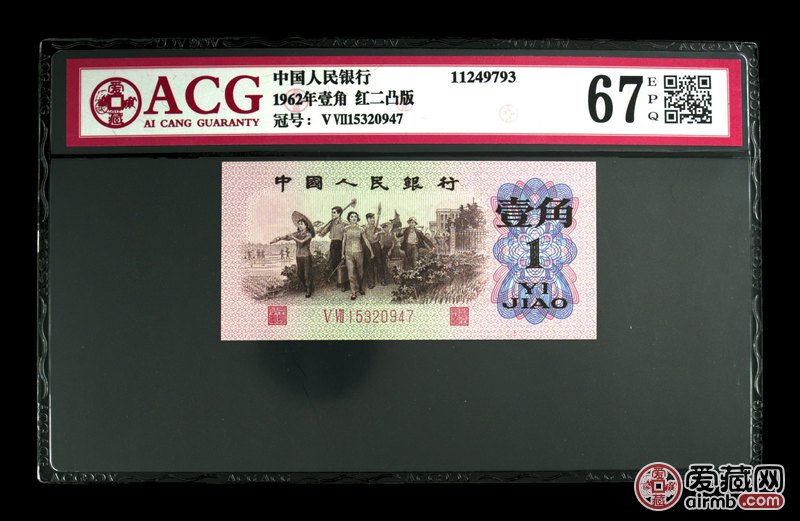 ACG
AI CANG GUARANTY
中国人民银行
1962年壹角 红二凸版
冠号: V VII15320947
11249793
67
EPQ
中國人民銀行
壹角
1
YI
JIAO
V VII 15320947
爱藏网
airmb.com